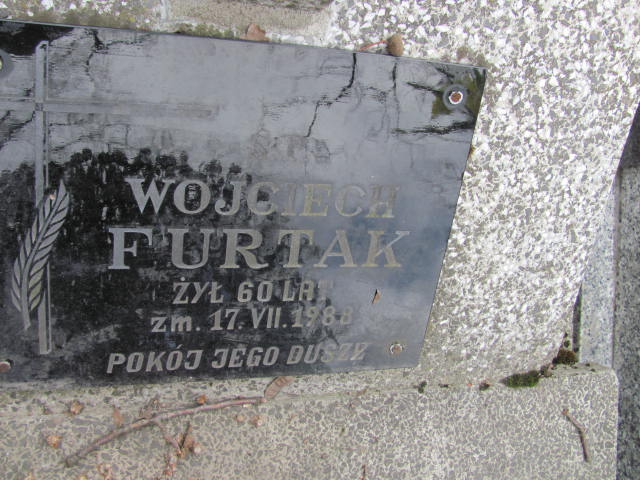 WOJCIECH
FURTAK
ŻYŁ 60 LAT
zm. 17.VII.1988
POKÓJ JEGO DUSZY